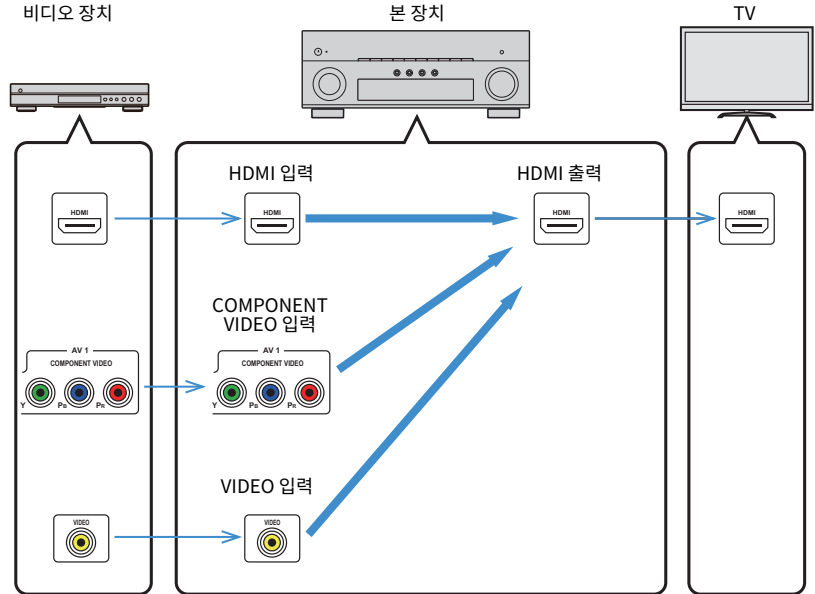 비디오 장치
본 장치
TV
HDMI 입력
HDMI 출력
HDMI
HDMI
HDMI
HDMI
COMPONENT
VIDEO 입력
AV 1
COMPONENT VIDEO
Y PB PR
AV 1
COMPONENT VIDEO
Y PB PR
VIDEO 입력
VIDEO
VIDEO